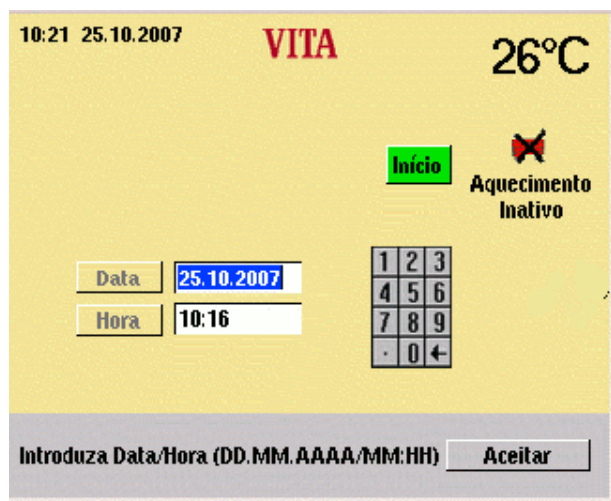 10:21 25.10.2007
VITA
26°C
Início
Aquecimento
Inativo
Data
25.10.2007
Hora
10:16
1 2 3
4 5 6
7 8 9
· 0 ←
Introduza Data/Hora (DD.MM.AAAA/MM:HH)
Aceitar